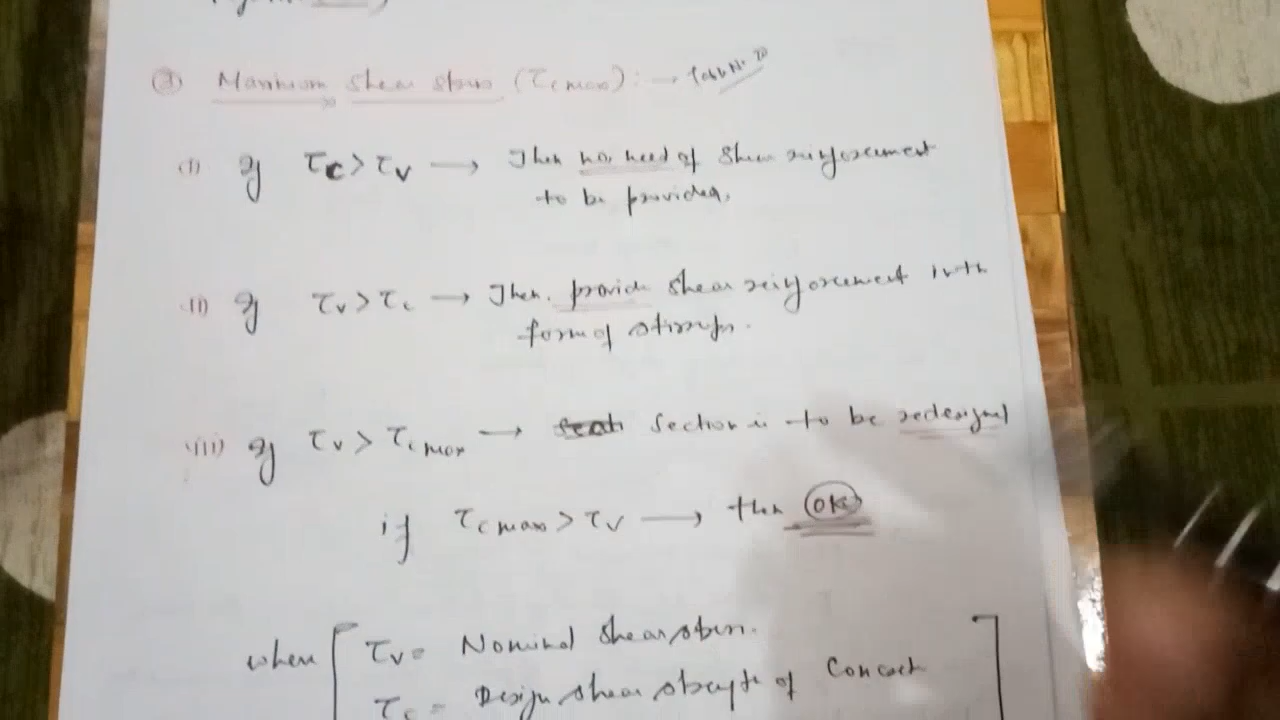 ③ Maximum shear stress (τc max) : → Table No 20
(i) If τc > τv → Then no need of shear reinforcement
to be provided.
(ii) If τv > τc → Then provide shear reinforcement in the
form of stirrups.
(iii) If τv > τc max → section is to be redesigned
if τc max > τv → then OK
when τv = Nominal shear stress.
τc = Design shear strength of Concrete